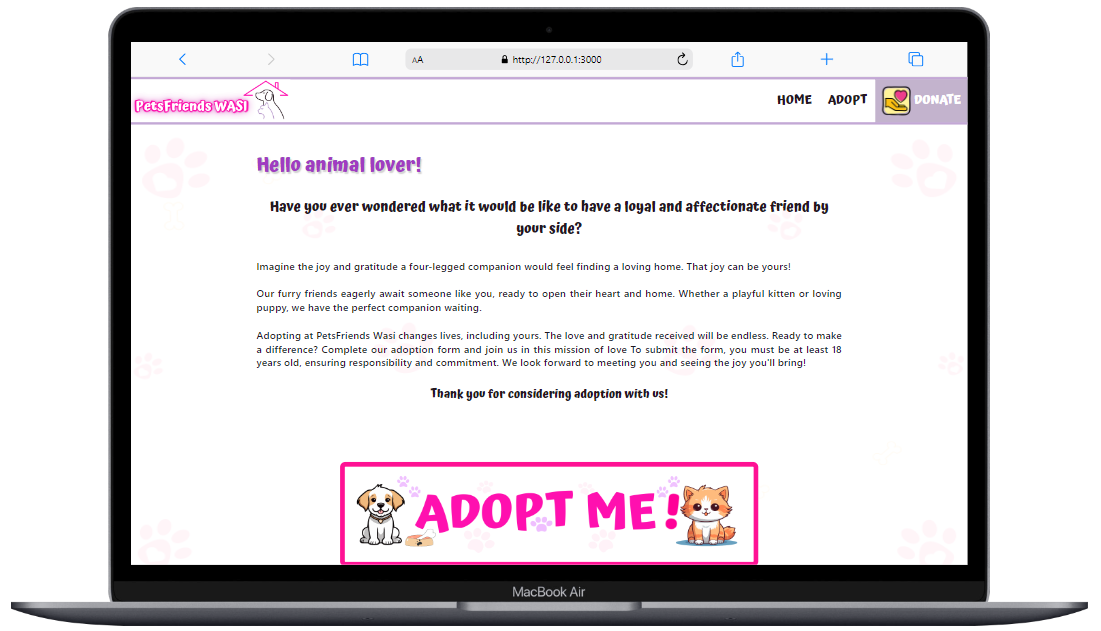 AA http://127.0.0.1:3000
PetsFriends WASI HOME ADOPT DONATE
Hello animal lover!
Have you ever wondered what it would be like to have a loyal and affectionate friend by
your side?
Imagine the joy and gratitude a four-legged companion would feel finding a loving home. That joy can be yours!
Our furry friends eagerly await someone like you, ready to open their heart and home. Whether a playful kitten or loving
puppy, we have the perfect companion waiting.
Adopting at PetsFriends Wasi changes lives, including yours. The love and gratitude received will be endless. Ready to make
a difference? Complete our adoption form and join us in this mission of love To submit the form, you must be at least 18
years old, ensuring responsibility and commitment. We look forward to meeting you and seeing the joy you'll bring!
Thank you for considering adoption with us!
ADOPT ME!
MacBook Air